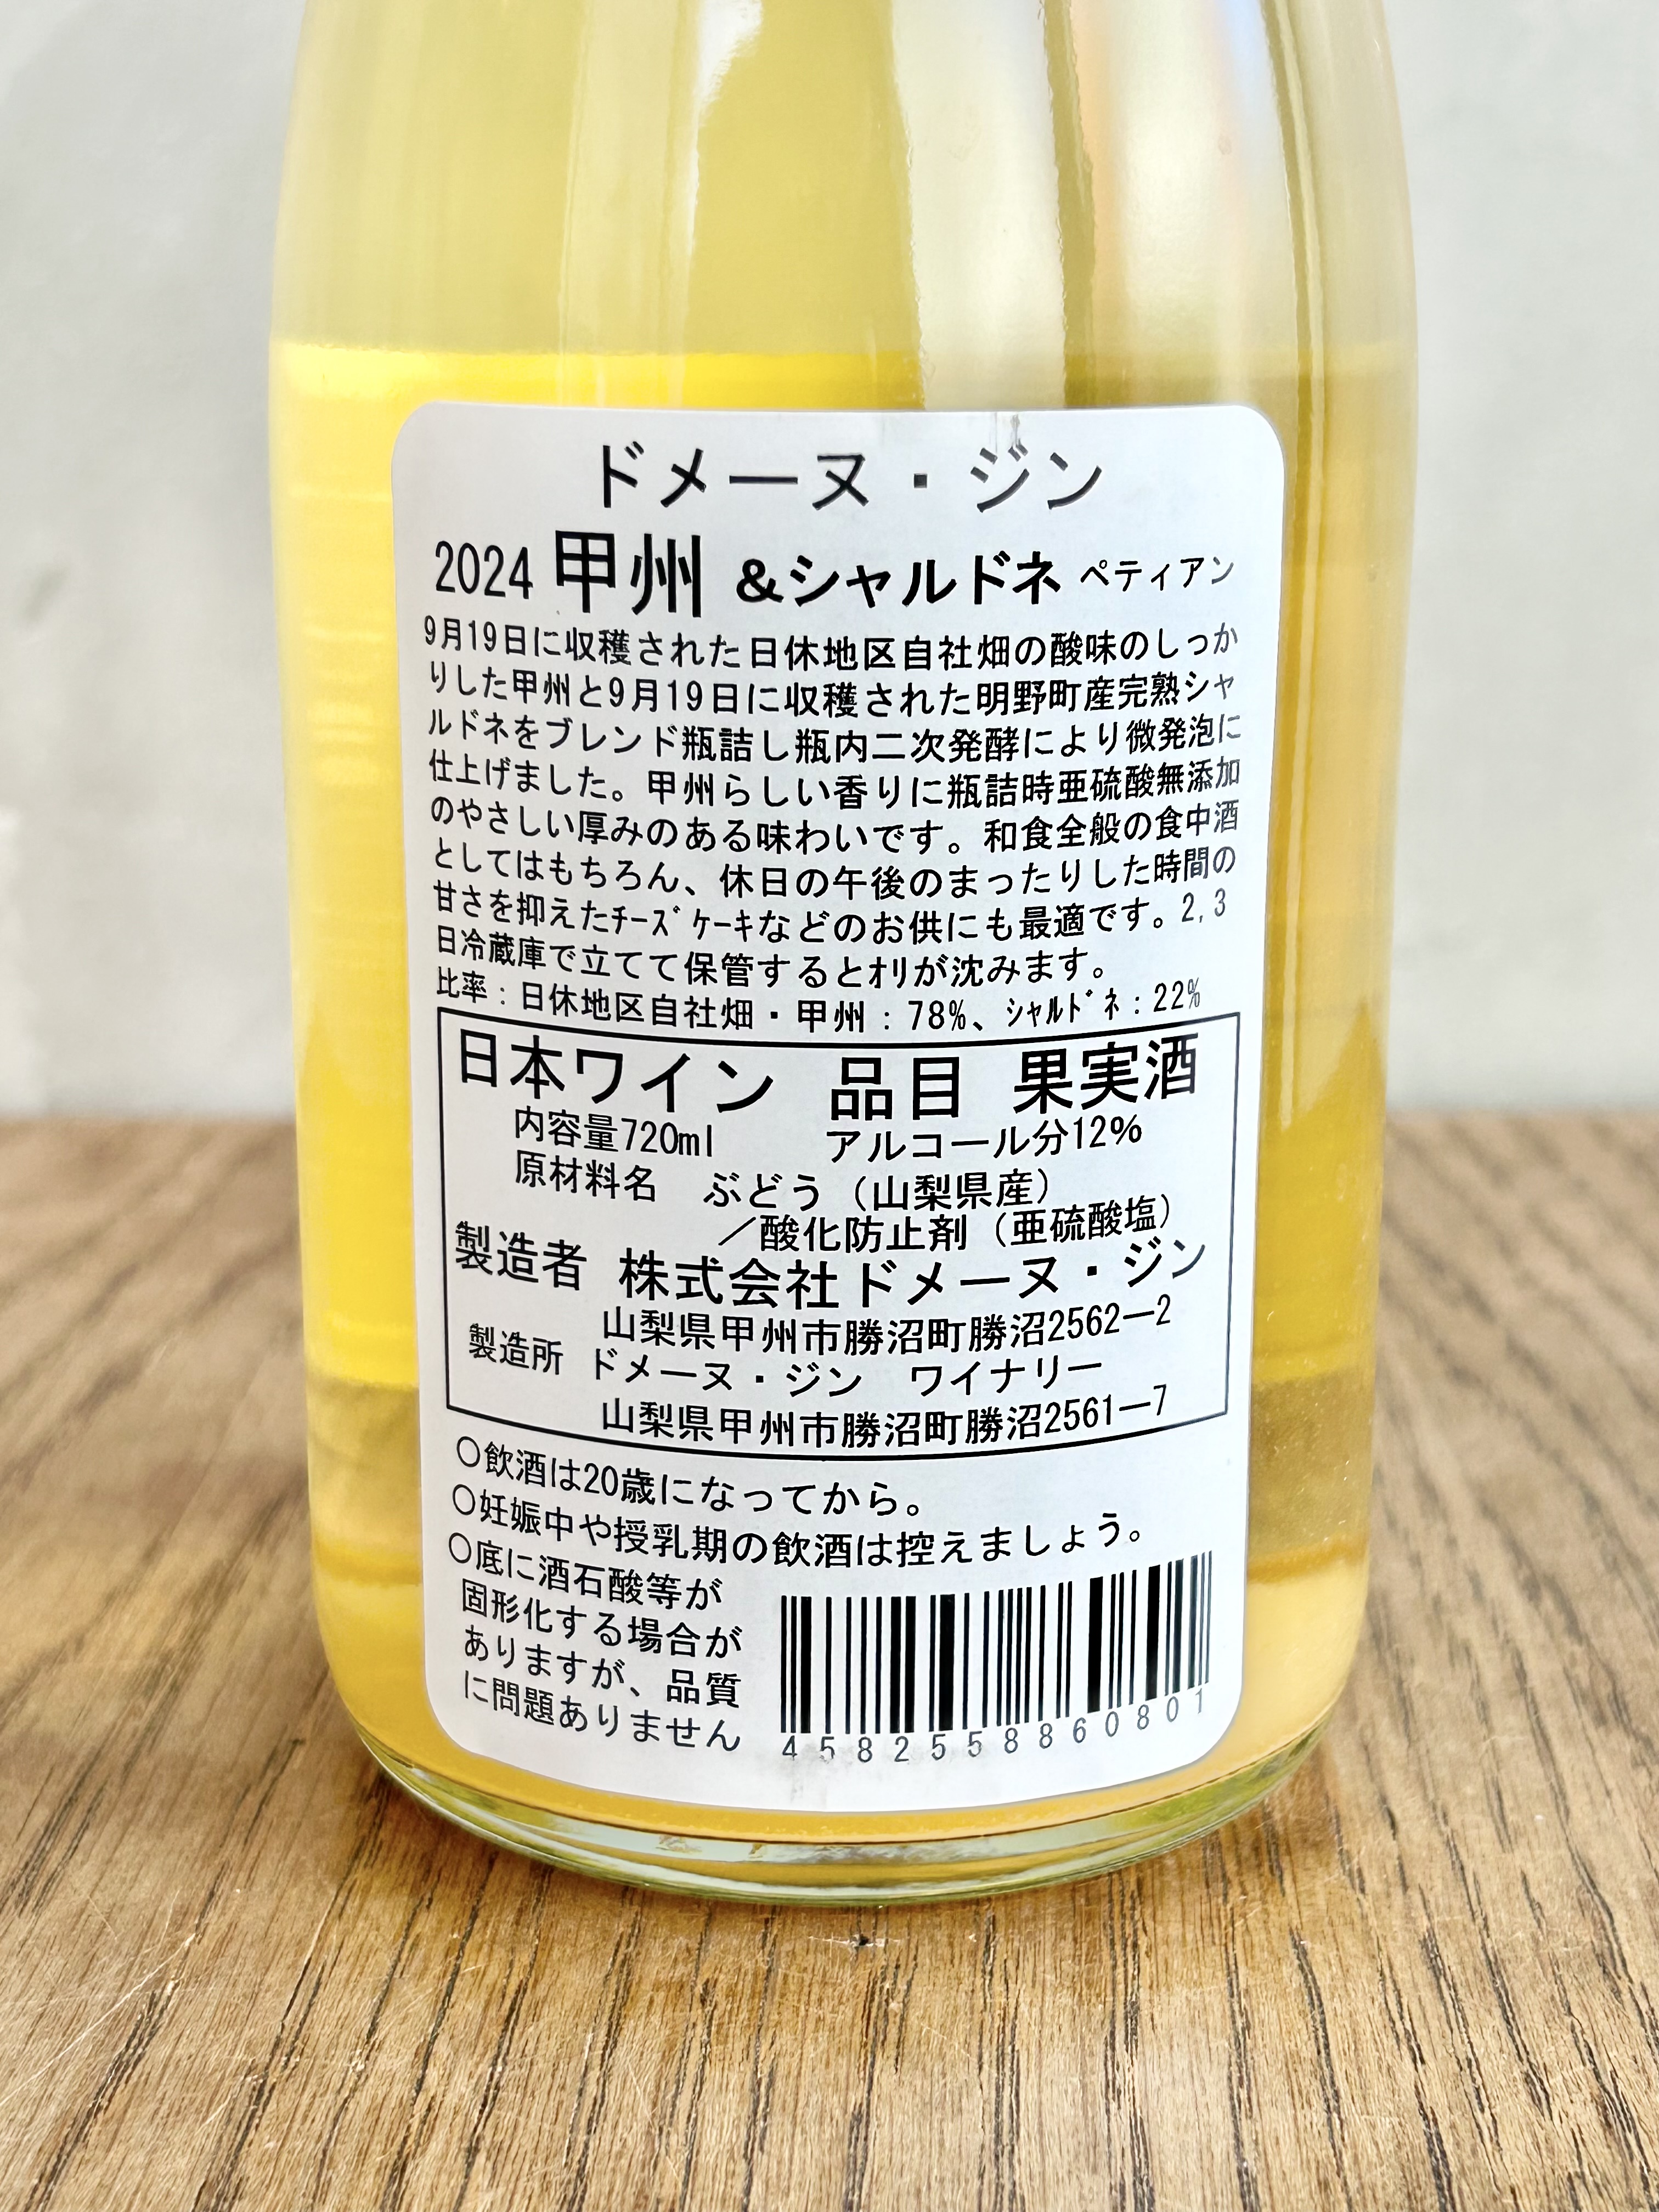 ドメーヌ・ジン
2024 甲州 &シャルドネ ペティアン
9月19日に収穫された日休地区自社畑の酸味のしっか
りした甲州と9月19日に収穫された明野町産完熟シャ
ルドネをブレンド瓶詰し瓶内二次発酵により微発泡に
仕上げました。甲州らしい香りに瓶詰時亜硫酸無添加
のやさしい厚みのある味わいです。和食全般の食中酒
としてはもちろん、休日の午後のまったりした時間の
甘さを抑えたﾁｰｽﾞｹｰｷなどのお供にも最適です。2,3
日冷蔵庫で立てて保管するとｵﾘが沈みます。
比率：日休地区自社畑・甲州：78%、ｼｬﾙﾄﾞﾈ：22%
日本ワイン 品目 果実酒
内容量720ml アルコール分12%
原材料名 ぶどう（山梨県産）
／酸化防止剤（亜硫酸塩）
製造者 株式会社ドメーヌ・ジン
山梨県甲州市勝沼町勝沼2562ー2
製造所 ドメーヌ・ジン ワイナリー
山梨県甲州市勝沼町勝沼2561ー7
○飲酒は20歳になってから。
○妊娠中や授乳期の飲酒は控えましょう。
○底に酒石酸等が
固形化する場合が
ありますが、品質
に問題ありません
4582558860801